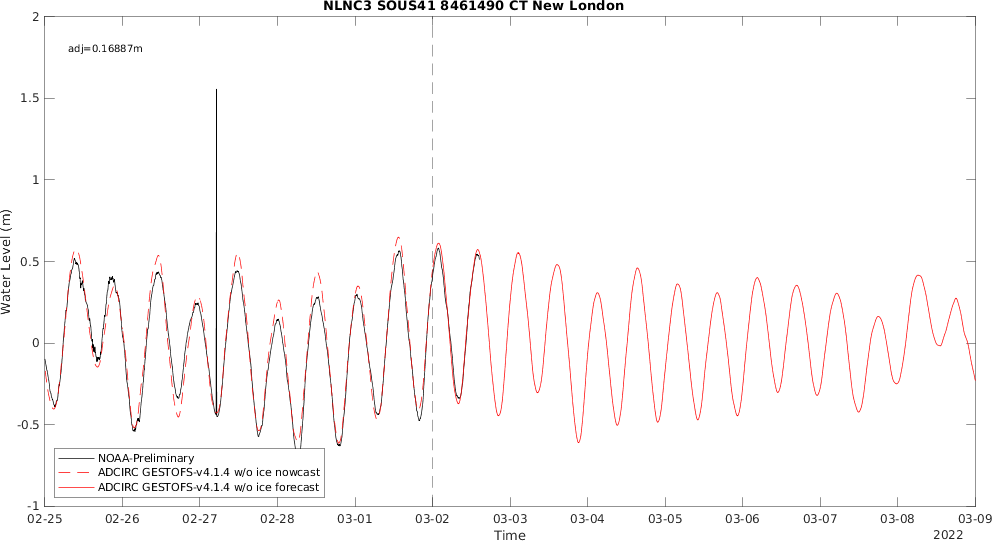 NLNC3 SOUS41 8461490 CT New London
adj=0.16887m
2
1.5
1
0.5
0
-0.5
-1
Water Level (m)
NOAA-Preliminary
ADCIRC GESTOFS-v4.1.4 w/o ice nowcast
ADCIRC GESTOFS-v4.1.4 w/o ice forecast
02-25 02-26 02-27 02-28 03-01 03-02 03-03 03-04 03-05 03-06 03-07 03-08 03-09
Time
2022